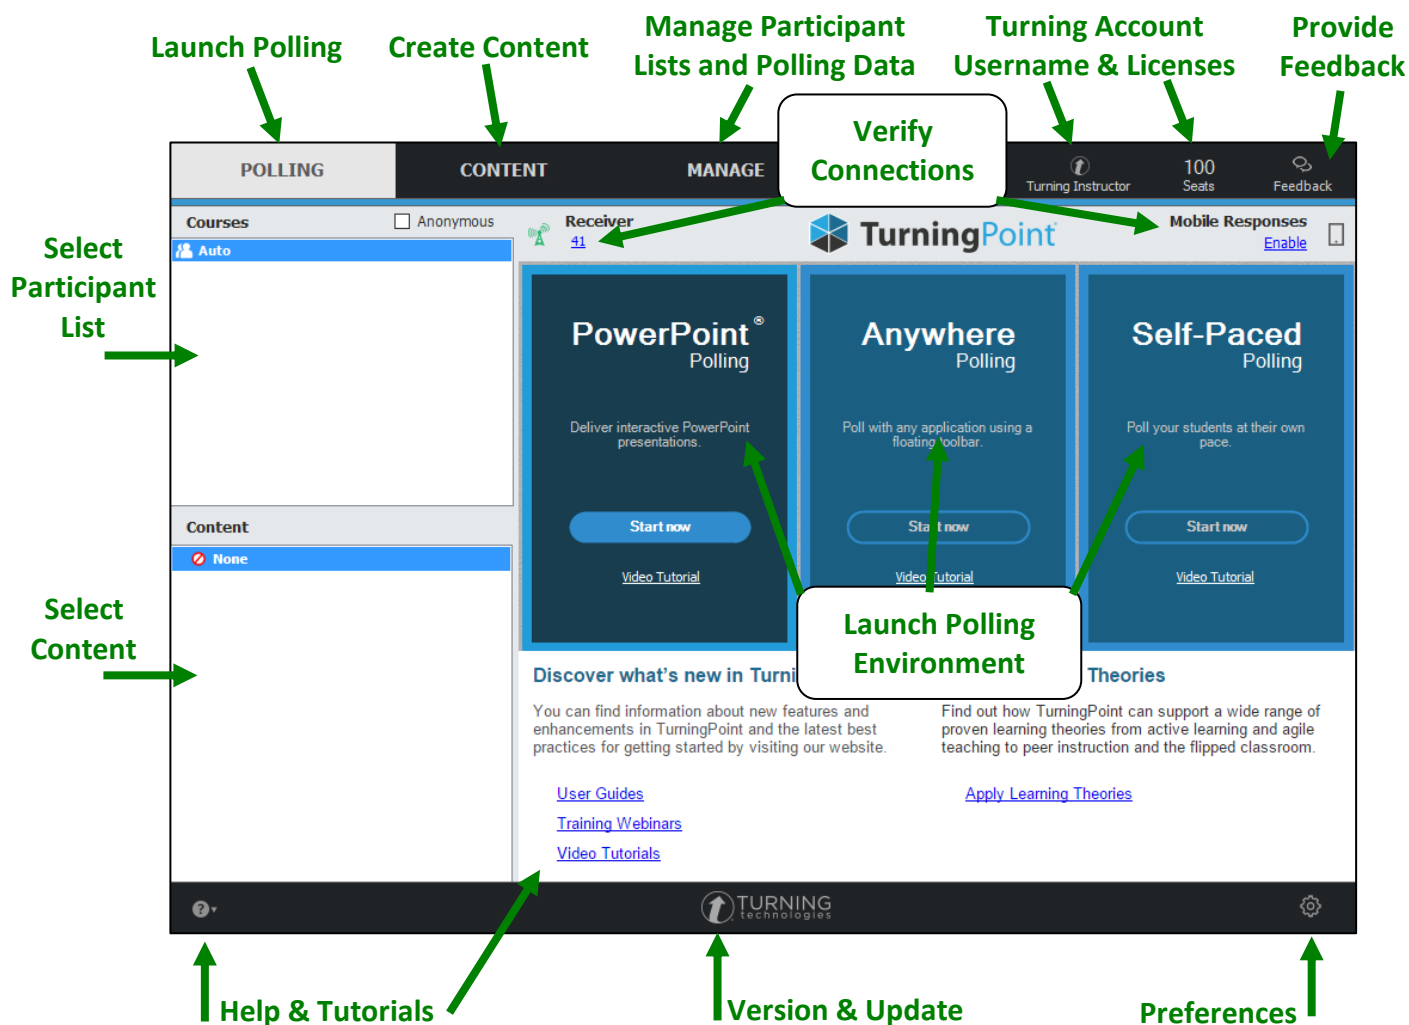 Launch Polling
Create Content
Manage Participant
Lists and Polling Data
Turning Account
Username & Licenses
Provide
Feedback
Verify
Connections
POLLING
CONTENT
MANAGE
Turning Instructor
100
Seats
Feedback
Courses
Anonymous
Receiver
41
TurningPoint
Mobile Responses
Enable
Auto
Select
Participant
List
PowerPoint®
Polling
Deliver interactive PowerPoint
presentations.
Start now
Video Tutorial
Anywhere
Polling
Poll with any application using a
floating toolbar.
Start now
Video Tutorial
Self-Paced
Polling
Poll your students at their own
pace.
Start now
Video Tutorial
Content
None
Select
Content
Launch Polling
Environment
Discover what's new in
Theories
You can find information about new features and
enhancements in TurningPoint and the latest best
practices for getting started by visiting our website.
Find out how TurningPoint can support a wide range of
proven learning theories from active learning and agile
teaching to peer instruction and the flipped classroom.
User Guides
Training Webinars
Video Tutorials
Apply Learning Theories
TURNING
technologies
Help & Tutorials
Version & Update
Preferences